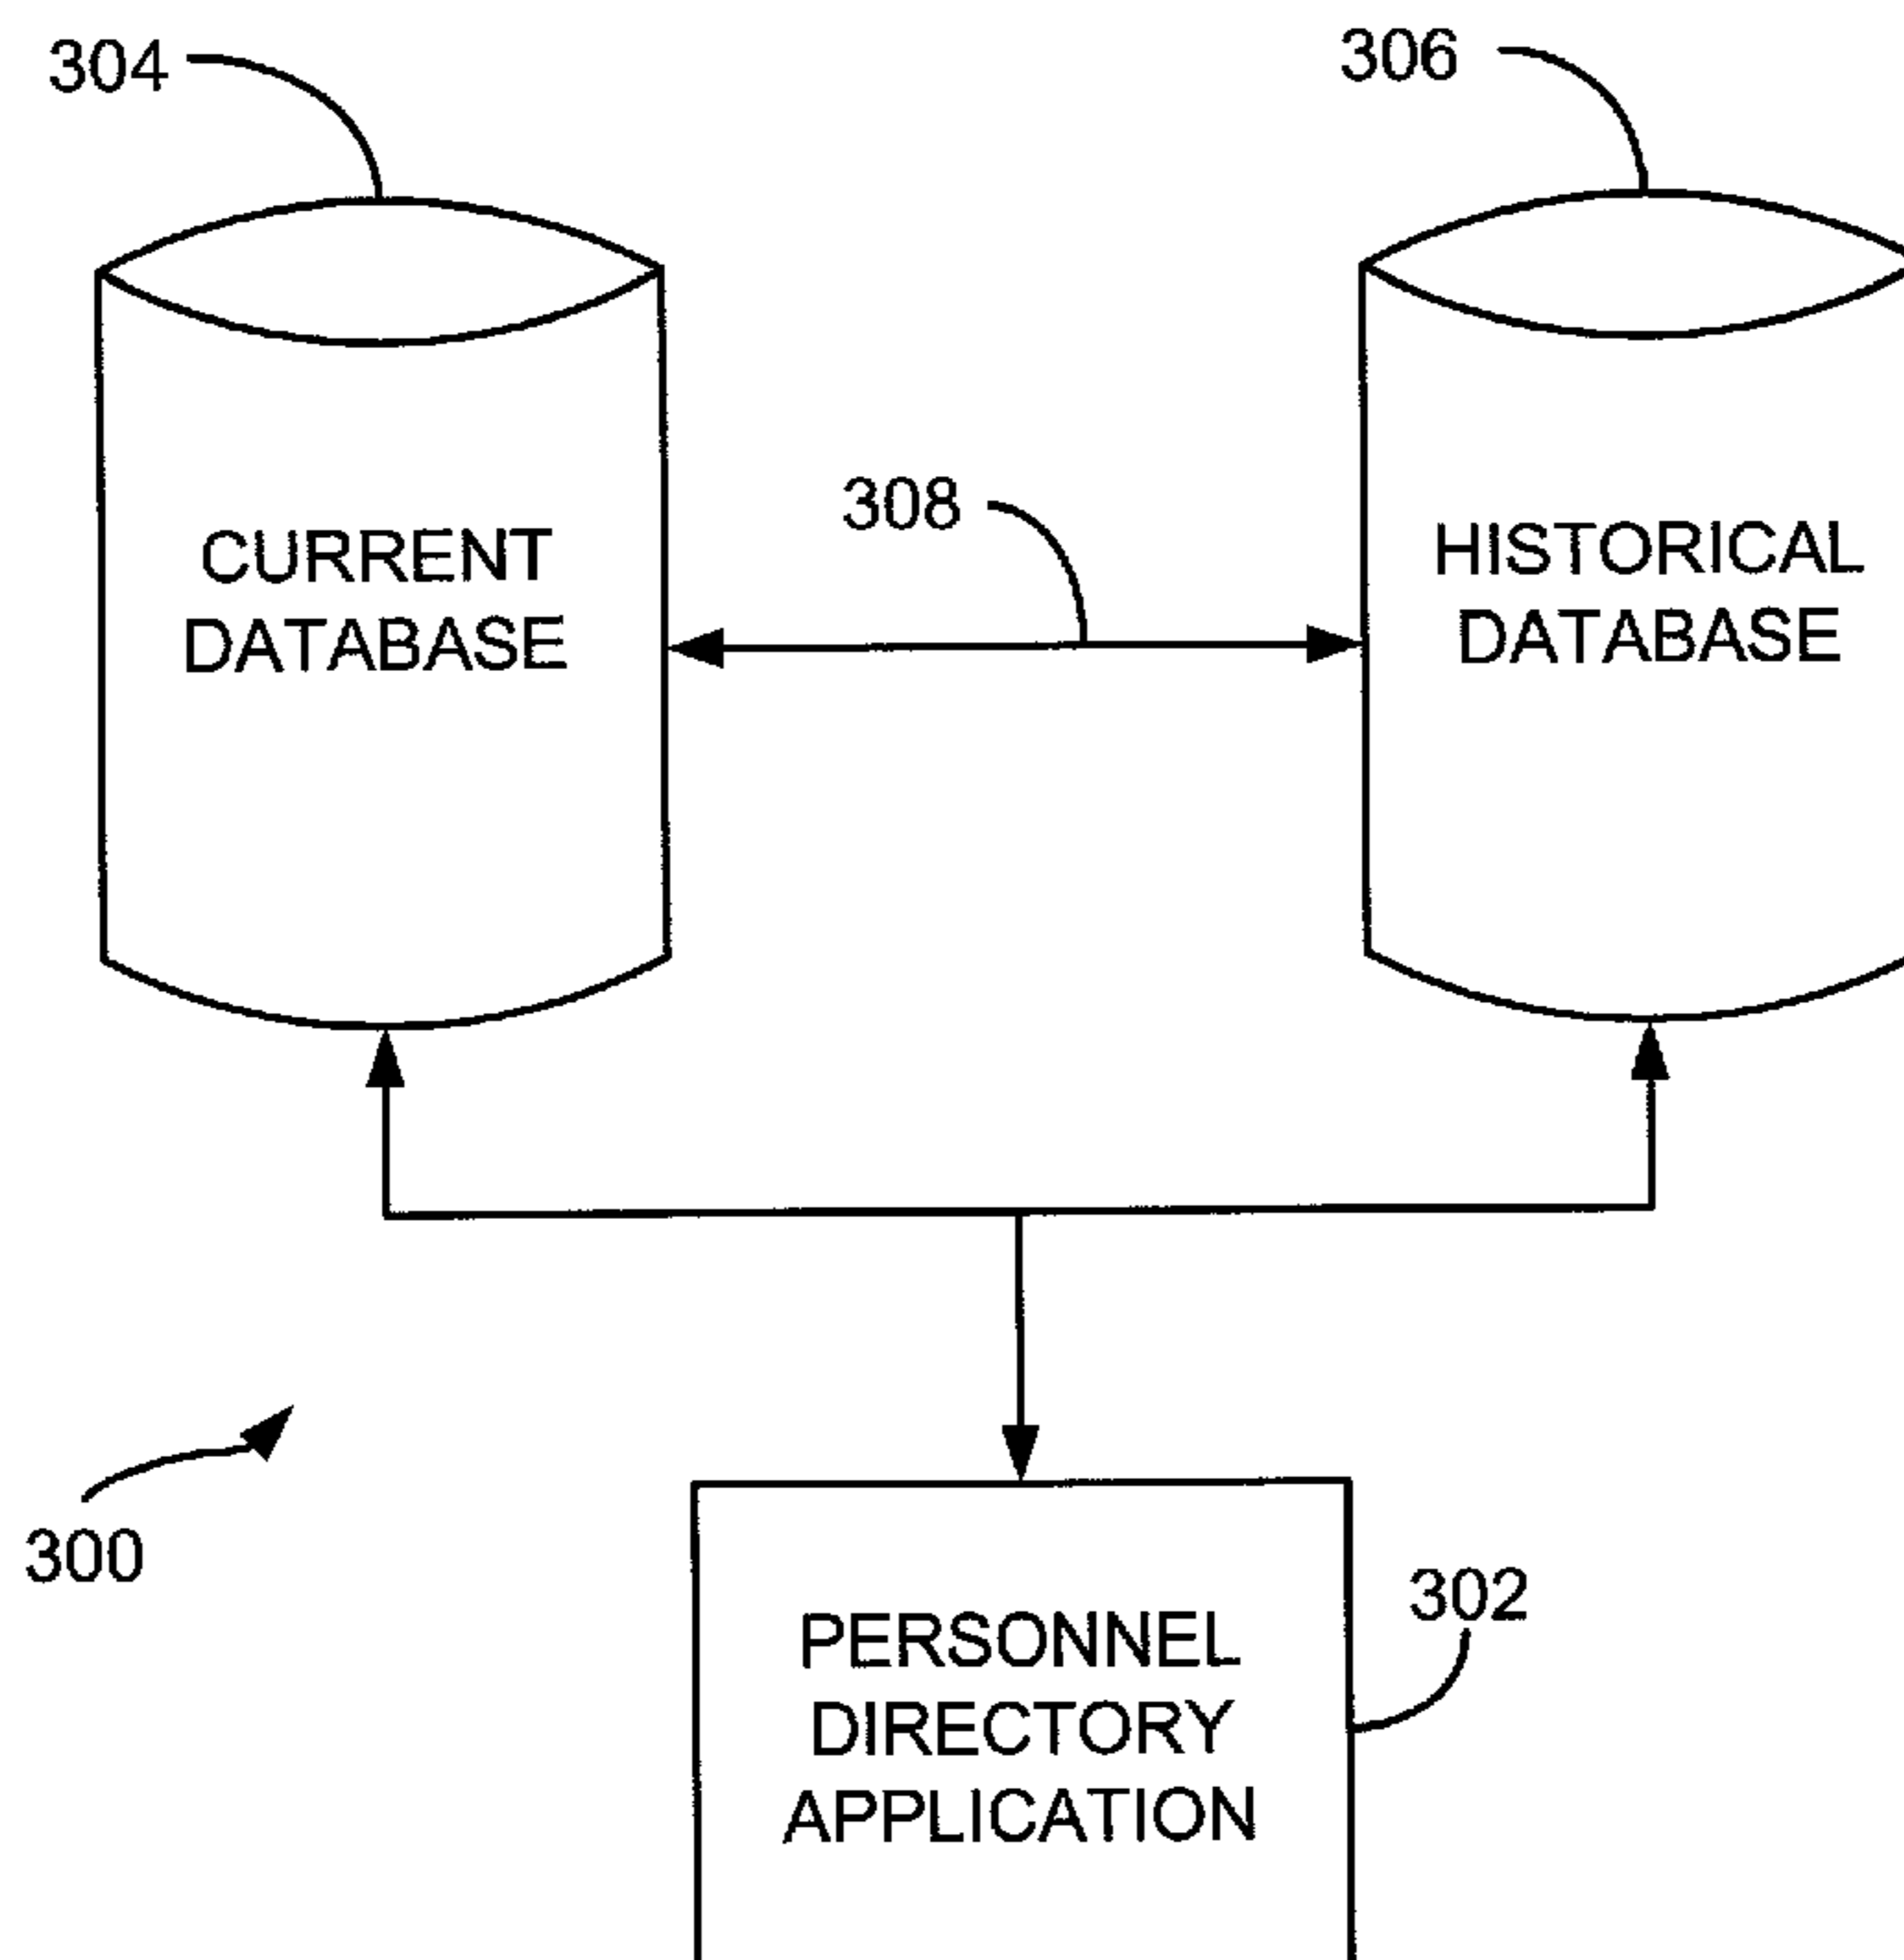 304
306
308
CURRENT
DATABASE
HISTORICAL
DATABASE
300
302
PERSONNEL
DIRECTORY
APPLICATION